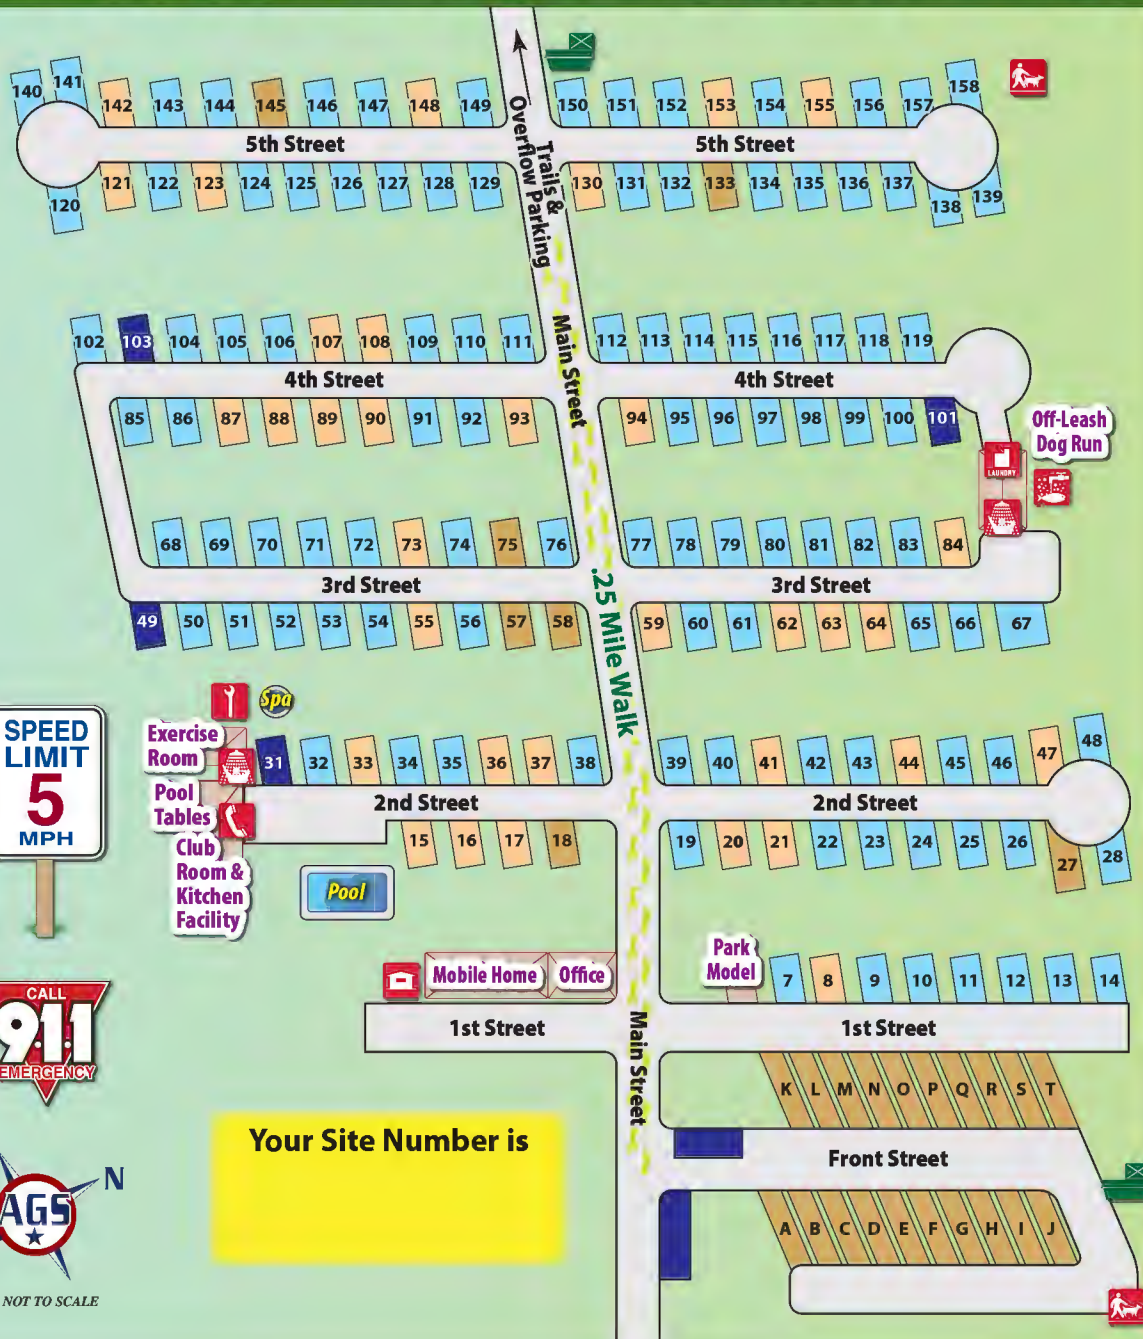 140 141 142 143 144 145 146 147 148 149 150 151 152 153 154 155 156 157 158
5th Street
5th Street
Overflow Parking
Trails &
120 121 122 123 124 125 126 127 128 129 130 131 132 133 134 135 136 137 138 139
102 103 104 105 106 107 108 109 110 111 112 113 114 115 116 117 118 119
Main Street
4th Street
4th Street
85 86 87 88 89 90 91 92 93 94 95 96 97 98 99 100 101
Off-Leash
Dog Run
LAUNDRY
68 69 70 71 72 73 74 75 76 77 78 79 80 81 82 83 84
3rd Street
3rd Street
.25 Mile Walk
49 50 51 52 53 54 55 56 57 58 59 60 61 62 63 64 65 66 67
Spa
SPEED
LIMIT
5
MPH
Exercise
Room
Pool
Tables
Club
Room &
Kitchen
Facility
31 32 33 34 35 36 37 38 39 40 41 42 43 44 45 46 47 48
2nd Street
2nd Street
15 16 17 18 19 20 21 22 23 24 25 26 27 28
Pool
Mobile Home
Office
Park
Model
7 8 9 10 11 12 13 14
1st Street
1st Street
CALL
9.1.1
EMERGENCY
Main Street
K L M N O P Q R S T
Your Site Number is
Front Street
N
AGS
A B C D E F G H I J
NOT TO SCALE